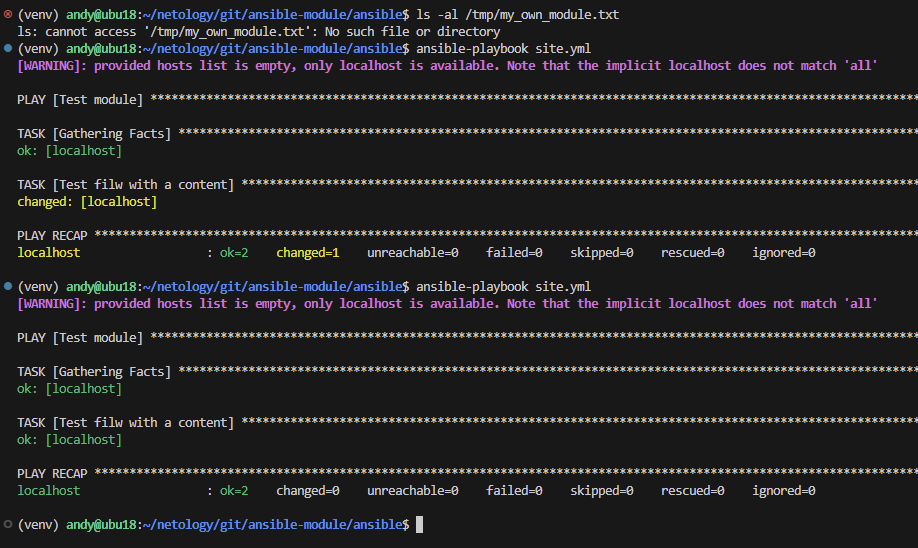 (venv) andy@ubu18:~/netology/git/ansible-module/ansible$ ls -al /tmp/my_own_module.txt
ls: cannot access '/tmp/my_own_module.txt': No such file or directory
(venv) andy@ubu18:~/netology/git/ansible-module/ansible$ ansible-playbook site.yml
[WARNING]: provided hosts list is empty, only localhost is available. Note that the implicit localhost does not match 'all'
PLAY [Test module] **************************************************************************************************************
TASK [Gathering Facts] **********************************************************************************************************
ok: [localhost]
TASK [Test filw with a content] *************************************************************************************************
changed: [localhost]
PLAY RECAP **********************************************************************************************************************
localhost                  : ok=2    changed=1    unreachable=0    failed=0    skipped=0    rescued=0    ignored=0
(venv) andy@ubu18:~/netology/git/ansible-module/ansible$ ansible-playbook site.yml
[WARNING]: provided hosts list is empty, only localhost is available. Note that the implicit localhost does not match 'all'
PLAY [Test module] **************************************************************************************************************
TASK [Gathering Facts] **********************************************************************************************************
ok: [localhost]
TASK [Test filw with a content] *************************************************************************************************
ok: [localhost]
PLAY RECAP **********************************************************************************************************************
localhost                  : ok=2    changed=0    unreachable=0    failed=0    skipped=0    rescued=0    ignored=0
(venv) andy@ubu18:~/netology/git/ansible-module/ansible$